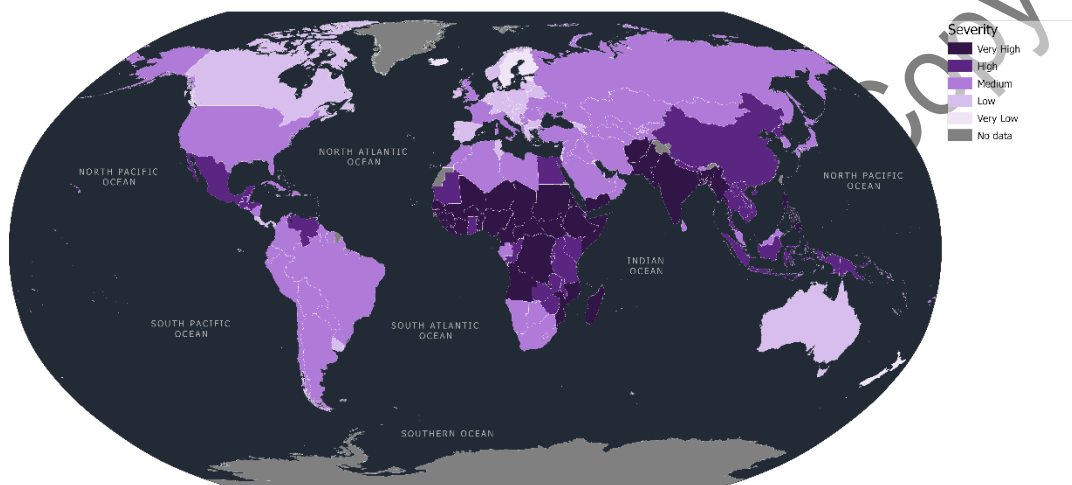 Copy
Severity
Very High
High
Medium
Low
Very Low
No data
NORTH ATLANTIC
OCEAN
NORTH PACIFIC
OCEAN
NORTH PACIFIC
OCEAN
INDIAN
OCEAN
SOUTH PACIFIC
OCEAN
SOUTH ATLANTIC
OCEAN
SOUTHERN OCEAN